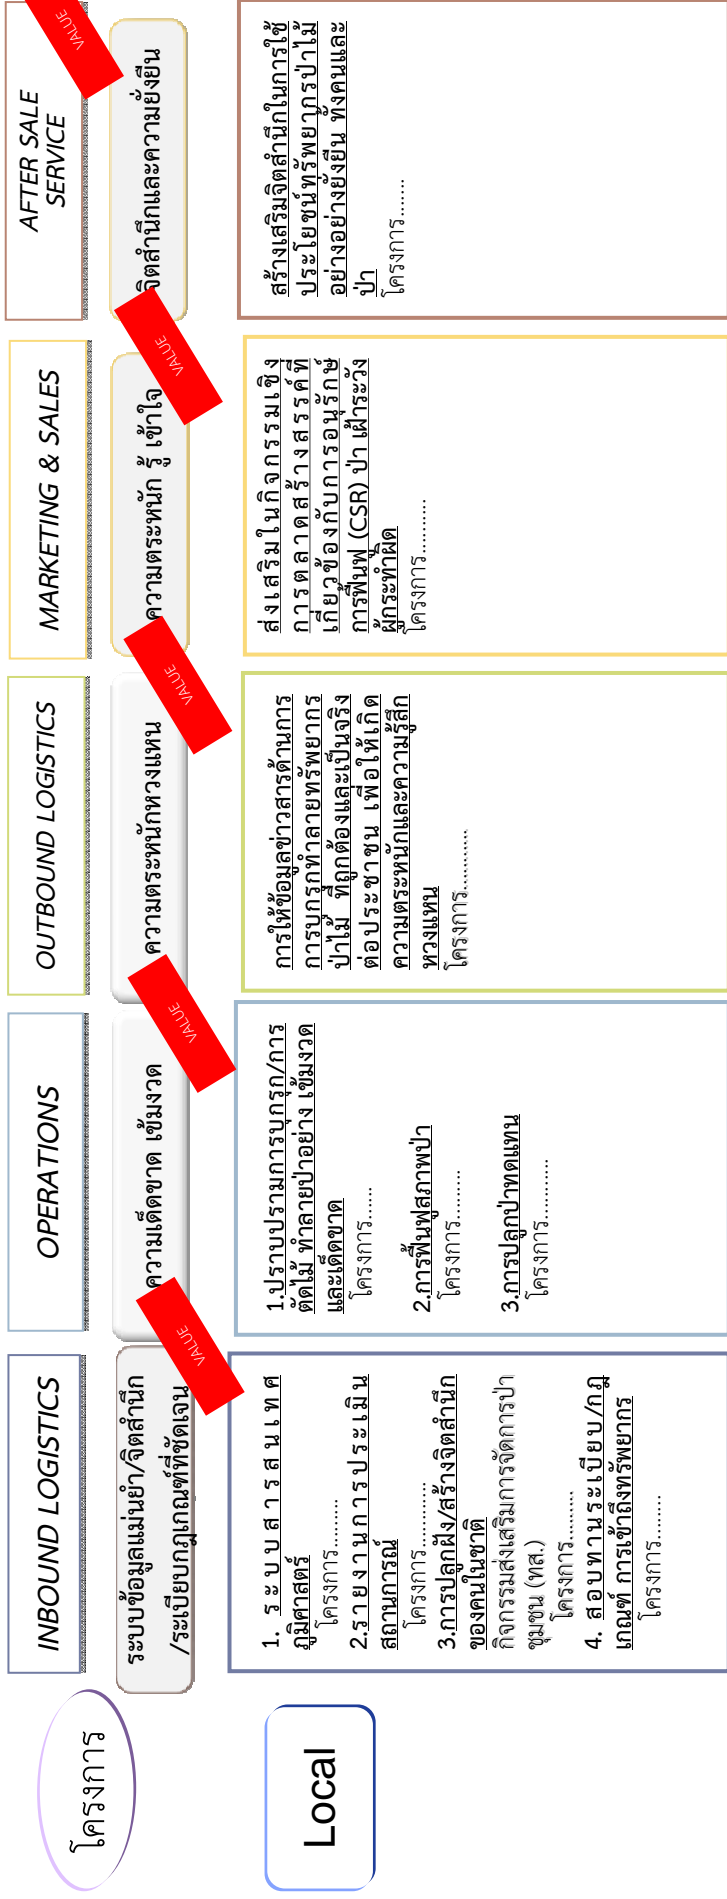 โครงการ
INBOUND LOGISTICS
OPERATIONS
OUTBOUND LOGISTICS
MARKETING & SALES
AFTER SALE
SERVICE
ระบบข้อมูลแม่นยำ/จิตสำนึก
/ระเบียบกฎเกณฑ์ที่ชัดเจน
VALUE
ความเด็ดขาด เข้มงวด
VALUE
ความตระหนักหวงแหน
VALUE
ความตระหนัก รู้ เข้าใจ
VALUE
จิตสำนึกและความยั่งยืน
VALUE
Local
1. ระบบสารสนเทศ
ภูมิศาสตร์
โครงการ.........
2.รายงานการประเมิน
สถานการณ์
โครงการ............
3.การปลูกฝัง/สร้างจิตสำนึก
ของคนในชาติ
กิจกรรมส่งเสริมการจัดการป่า
ชุมชน (ทส.)
โครงการ........
4. สอบทานระเบียบ/กฎ
เกณฑ์ การเข้าถึงทรัพยากร
โครงการ........
1.ปราบปรามการบุกรุก/การ
ตัดไม้ ทำลายป่าอย่าง เข้มงวด
และเด็ดขาด
โครงการ......
2.การฟื้นฟูสภาพป่า
โครงการ.........
3.การปลูกป่าทดแทน
โครงการ...........
การให้ข้อมูลข่าวสารด้านการ
การบุกรุกทำลายทรัพยากร
ป่าไม้ ที่ถูกต้องและเป็นจริง
ต่อประชาชน เพื่อให้เกิด
ความตระหนักและความรู้สึก
หวงแหน
โครงการ...........
ส่งเสริมในกิจกรรมเชิง
การตลาดสร้างสรรค์ที่
เกี่ยวข้องกับการอนุรักษ์
การฟื้นฟู (CSR) ป่า เฝ้าระวัง
ผู้กระทำผิด
โครงการ..........
สร้างเสริมจิตสำนึกในการใช้
ประโยชน์ทรัพยากรป่าไม้
อย่างอย่างยั่งยืน ทั้งคนและ
ป่า
โครงการ.......